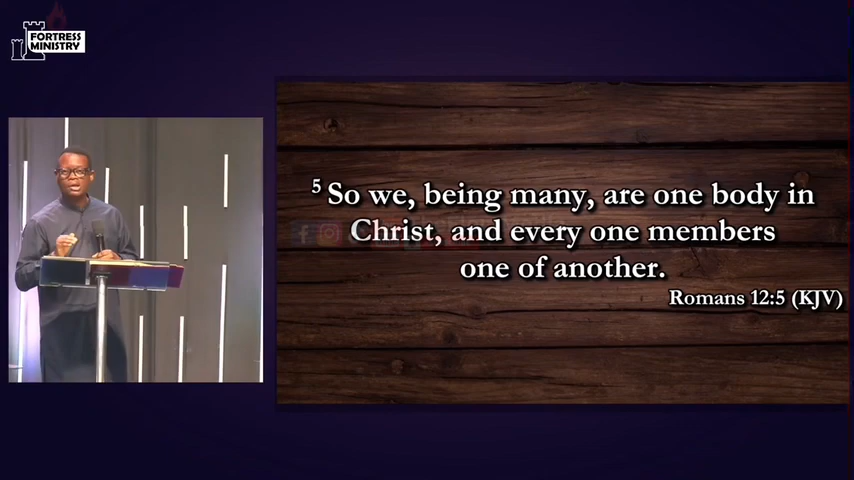 FORTRESS
MINISTRY
5 So we, being many, are one body in
Christ, and every one members
one of another.
Romans 12:5 (KJV)